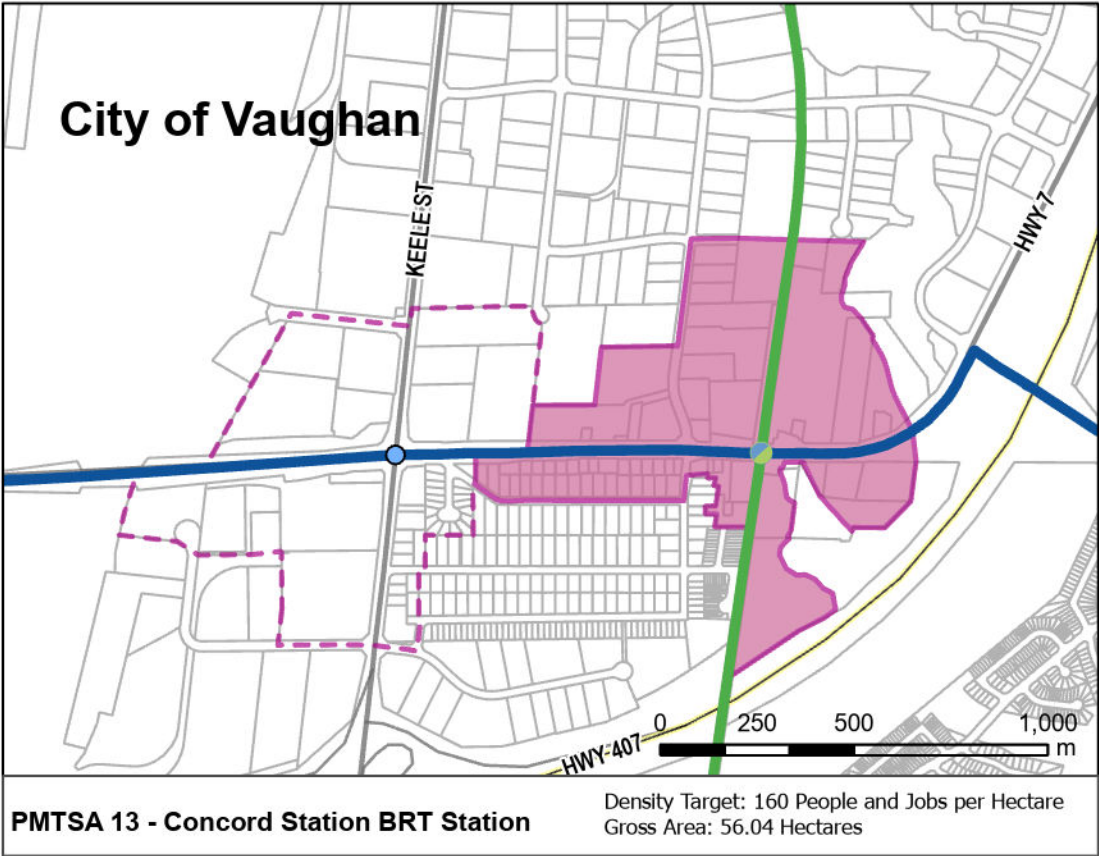 City of Vaughan
KEELE ST
HWY 7
HWY 407
0 250 500 1,000
m
PMTSA 13 - Concord Station BRT Station
Density Target: 160 People and Jobs per Hectare
Gross Area: 56.04 Hectares